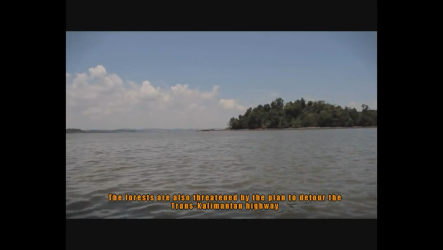 The forests are also threatened by the plan to detour the
Trans-Kalimantan highway